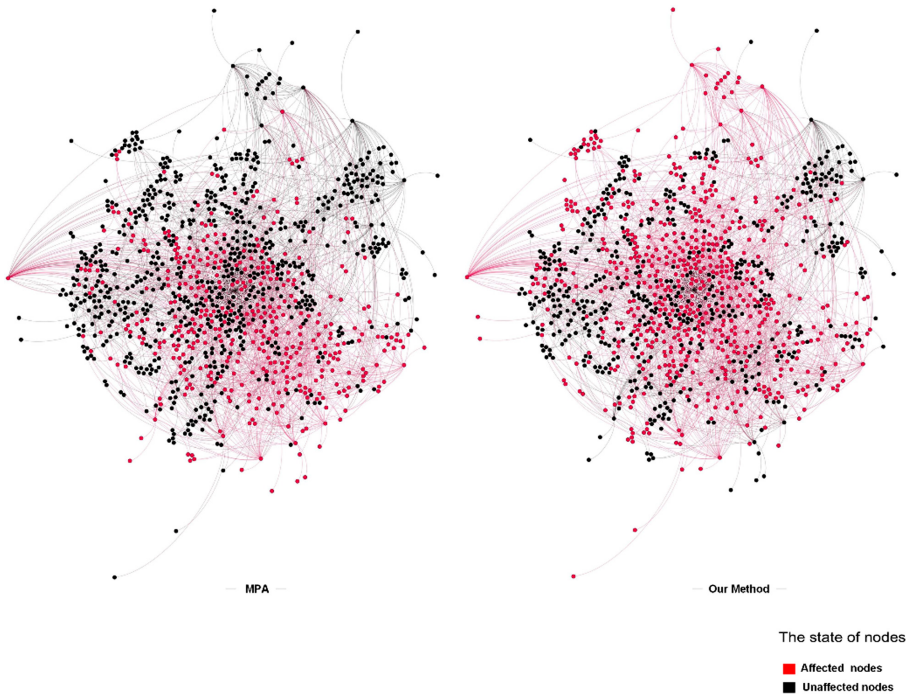 MPA
Our Method
The state of nodes
Affected nodes
Unaffected nodes